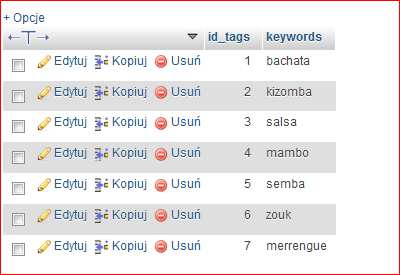 + Opcje
id_tags keywords
Edytuj Kopiuj Usuń 1 bachata
Edytuj Kopiuj Usuń 2 kizomba
Edytuj Kopiuj Usuń 3 salsa
Edytuj Kopiuj Usuń 4 mambo
Edytuj Kopiuj Usuń 5 semba
Edytuj Kopiuj Usuń 6 zouk
Edytuj Kopiuj Usuń 7 merrengue